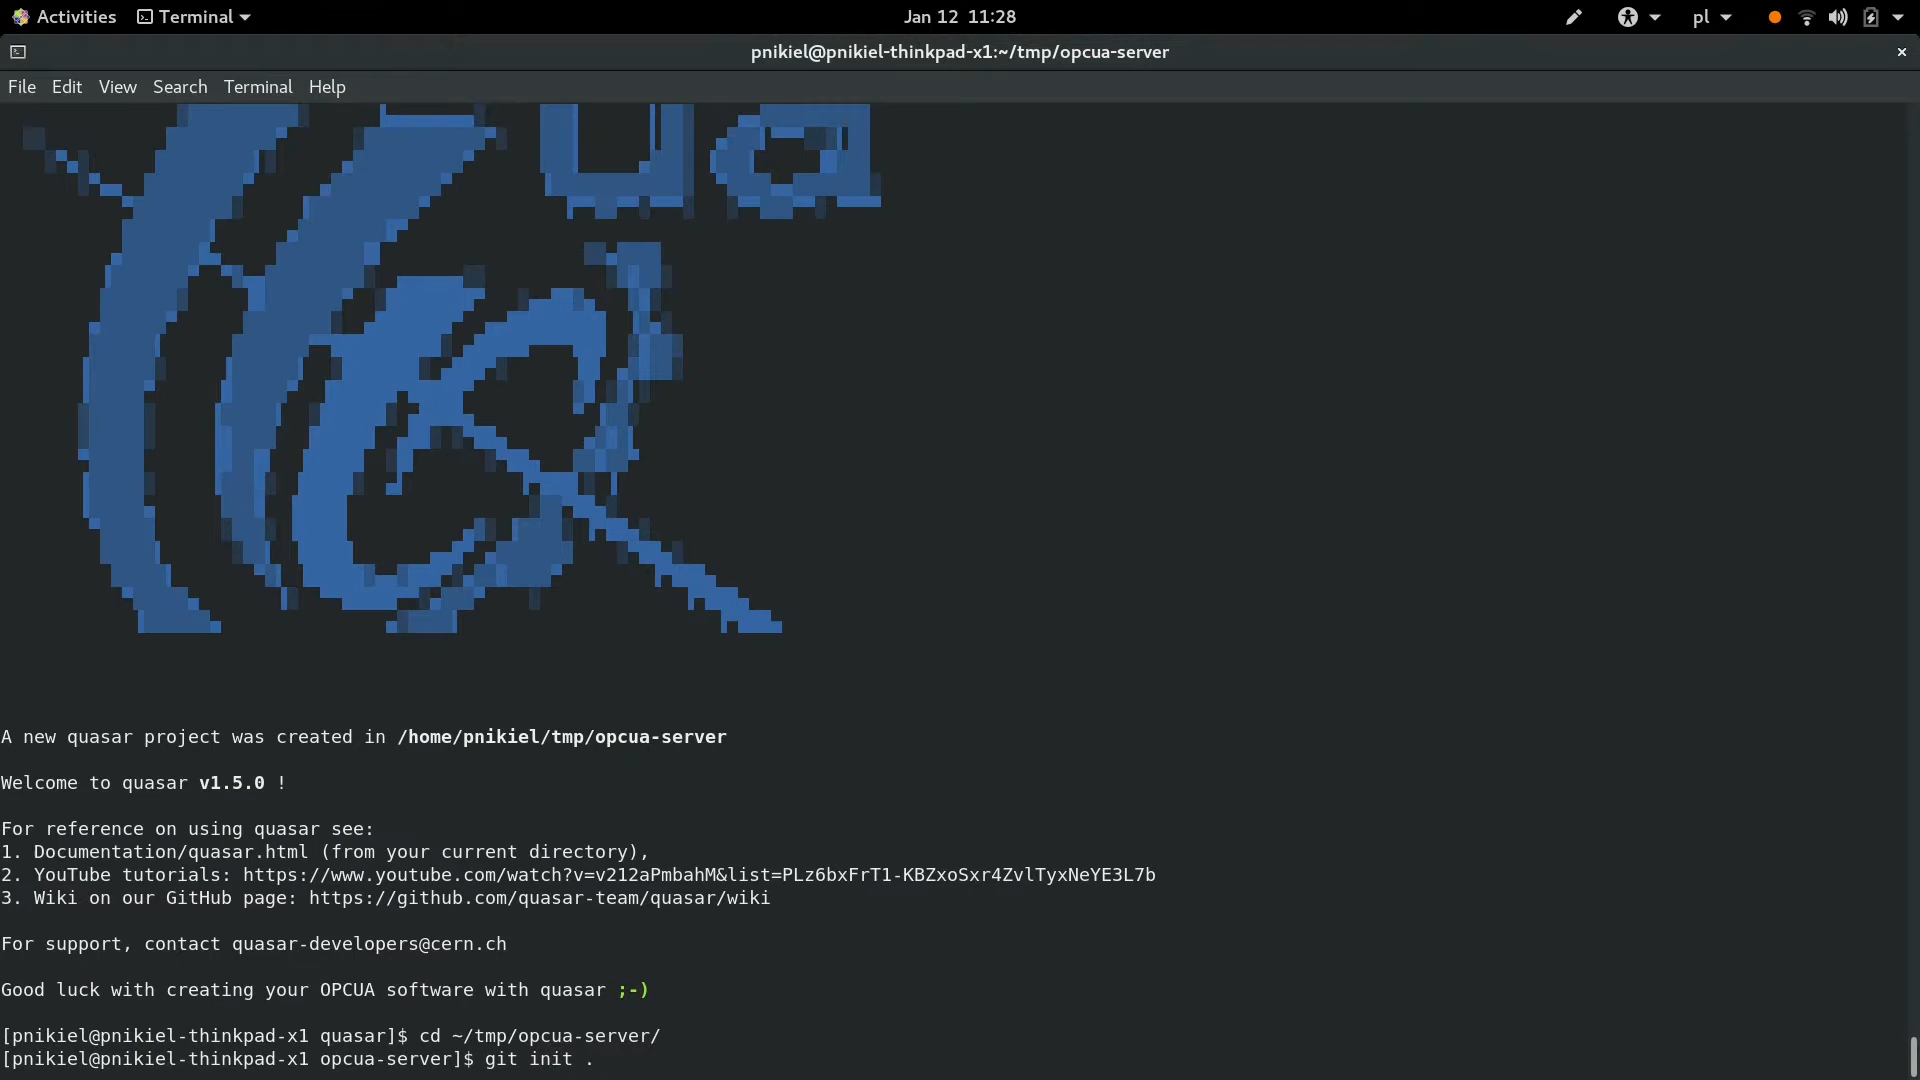 Activities Terminal Jan 12 11:28 pl
pnikiel@pnikiel-thinkpad-x1:~/tmp/opcua-server
File Edit View Search Terminal Help
ua
A new quasar project was created in /home/pnikiel/tmp/opcua-server
Welcome to quasar v1.5.0 !
For reference on using quasar see:
1. Documentation/quasar.html (from your current directory),
2. YouTube tutorials: https://www.youtube.com/watch?v=v212aPmbahM&list=PLz6bxFrT1-KBZxoSxr4ZvlTyxNeYE3L7b
3. Wiki on our GitHub page: https://github.com/quasar-team/quasar/wiki
For support, contact quasar-developers@cern.ch
Good luck with creating your OPCUA software with quasar ;-)
[pnikiel@pnikiel-thinkpad-x1 quasar]$ cd ~/tmp/opcua-server/
[pnikiel@pnikiel-thinkpad-x1 opcua-server]$ git init .